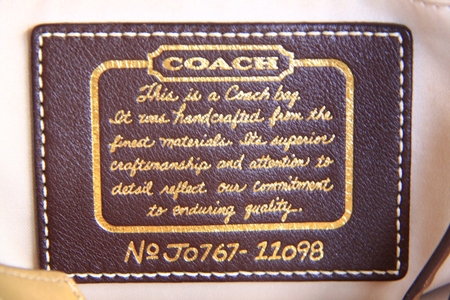 COACH
This is a Coach bag.
It was handcrafted from the
finest materials. Its superior
craftsmanship and attention to
detail reflect our commitment
to enduring quality.
Nº J0767-11098